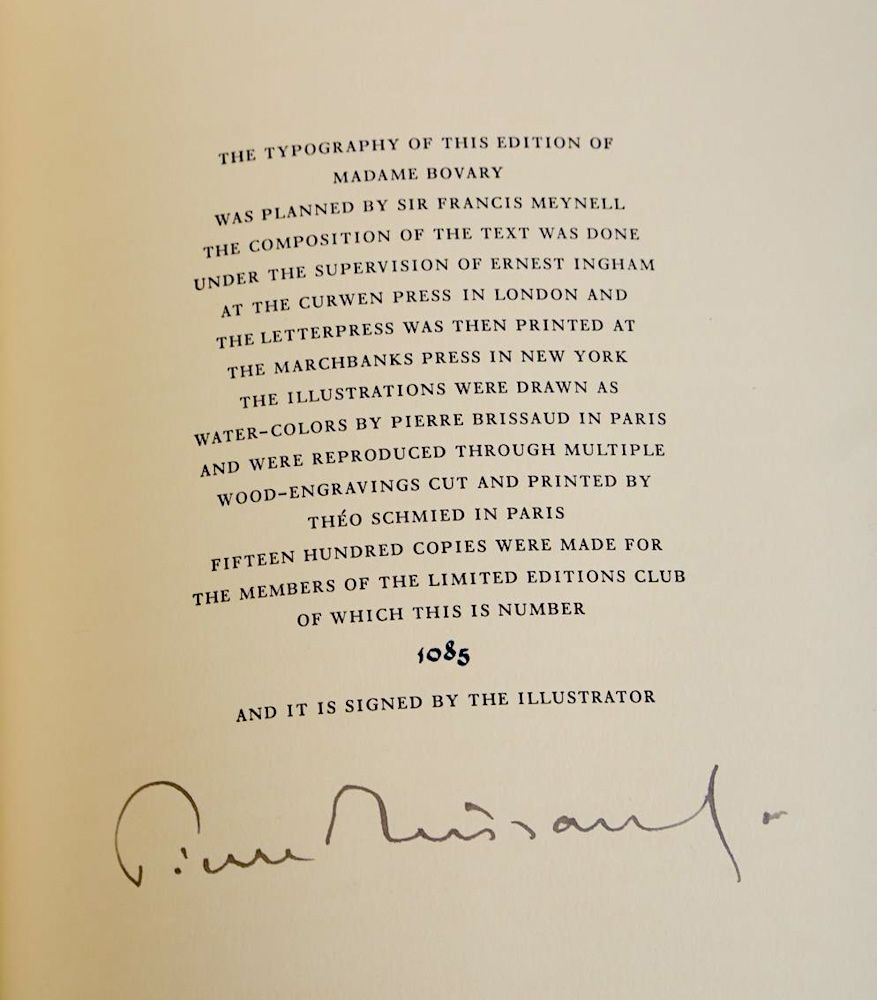 THE TYPOGRAPHY OF THIS EDITION OF
MADAME BOVARY
WAS PLANNED BY SIR FRANCIS MEYNELL
THE COMPOSITION OF THE TEXT WAS DONE
UNDER THE SUPERVISION OF ERNEST INGHAM
AT THE CURWEN PRESS IN LONDON AND
THE LETTERPRESS WAS THEN PRINTED AT
THE MARCHBANKS PRESS IN NEW YORK
THE ILLUSTRATIONS WERE DRAWN AS
WATER-COLORS BY PIERRE BRISSAUD IN PARIS
AND WERE REPRODUCED THROUGH MULTIPLE
WOOD-ENGRAVINGS CUT AND PRINTED BY
THÉO SCHMIED IN PARIS
FIFTEEN HUNDRED COPIES WERE MADE FOR
THE MEMBERS OF THE LIMITED EDITIONS CLUB
OF WHICH THIS IS NUMBER
1085
AND IT IS SIGNED BY THE ILLUSTRATOR
Pierre Brissaud